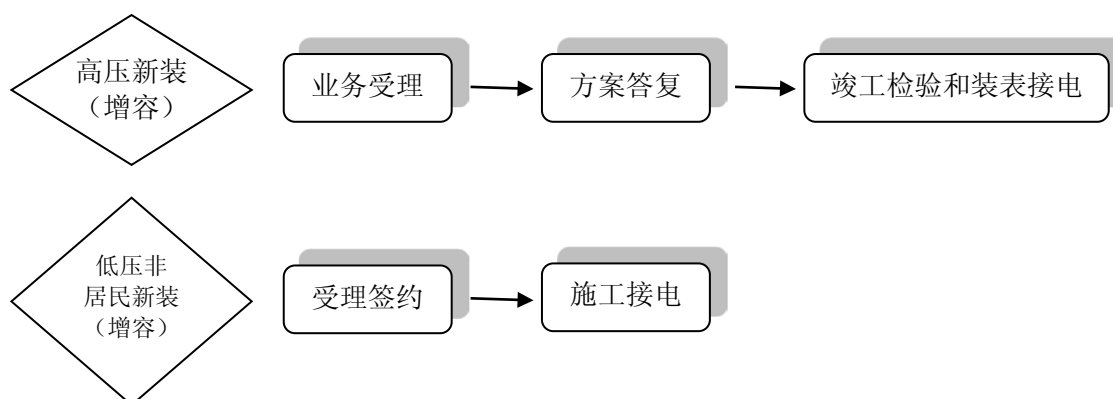 高压新装
（增容）
业务受理
方案答复
竣工检验和装表接电
低压非
居民新装
（增容）
受理签约
施工接电